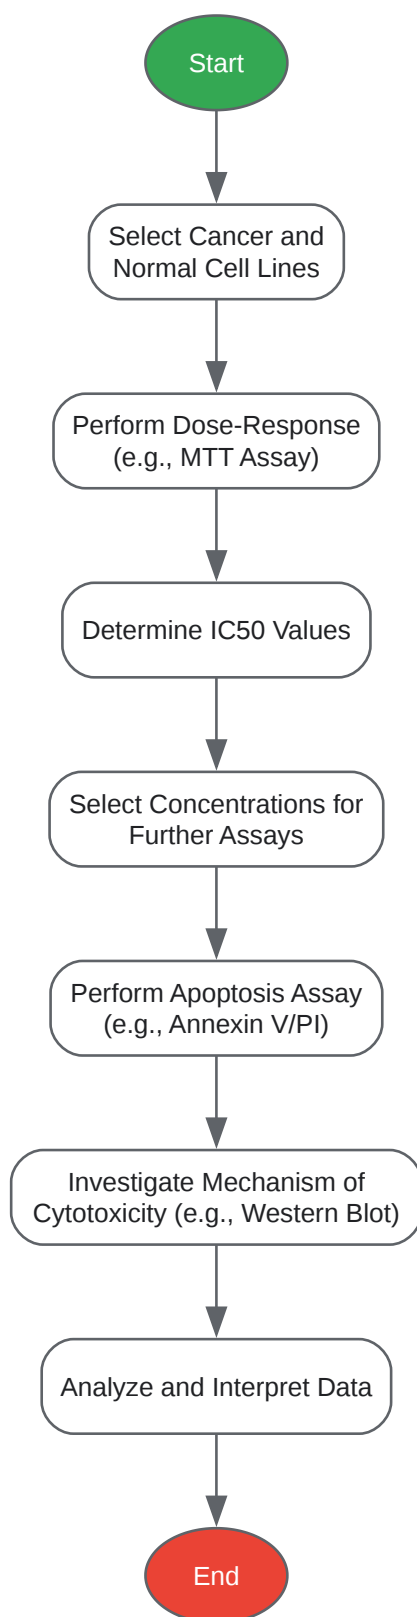 Start
Select Cancer and
Normal Cell Lines
Perform Dose-Response
(e.g., MTT Assay)
Determine IC50 Values
Select Concentrations for
Further Assays
Perform Apoptosis Assay
(e.g., Annexin V/PI)
Investigate Mechanism of
Cytotoxicity (e.g., Western Blot)
Analyze and Interpret Data
End